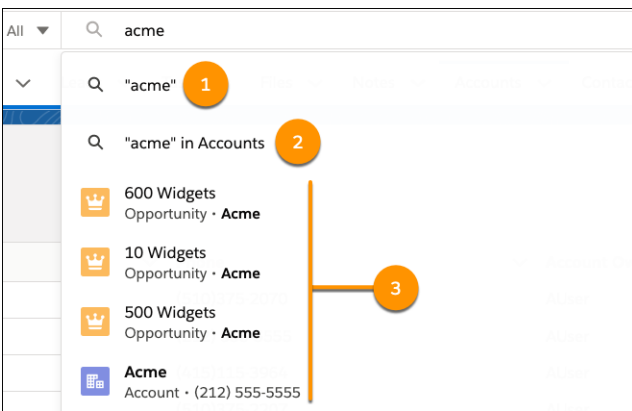 All
acme
"acme"
1
"acme" in Accounts
2
600 Widgets
Opportunity • Acme
10 Widgets
Opportunity • Acme
3
500 Widgets
Opportunity • Acme
Acme
Account • (212) 555-5555